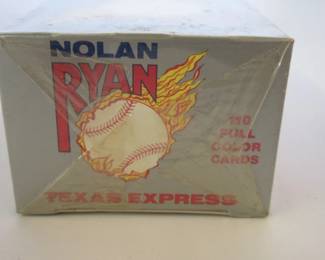 NOLAN
RYAN
110
FULL
COLOR
CARDS
TEXAS EXPRESS